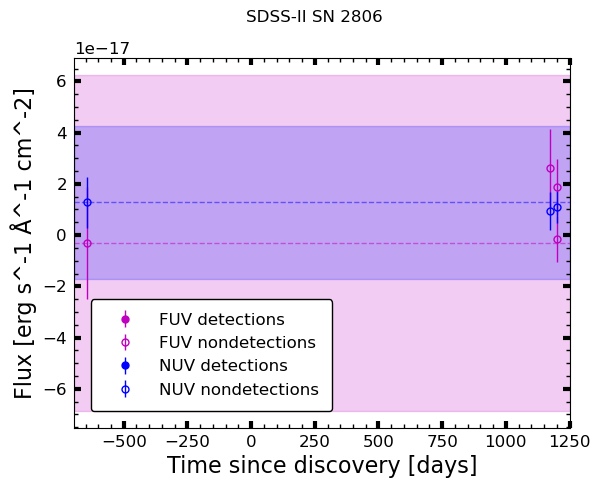 SDSS-II SN 2806
1e−17
6
4
2
0
−2
−4
−6
Flux [erg s^-1 Å^-1 cm^-2]
FUV detections
FUV nondetections
NUV detections
NUV nondetections
−500 −250 0 250 500 750 1000 1250
Time since discovery [days]